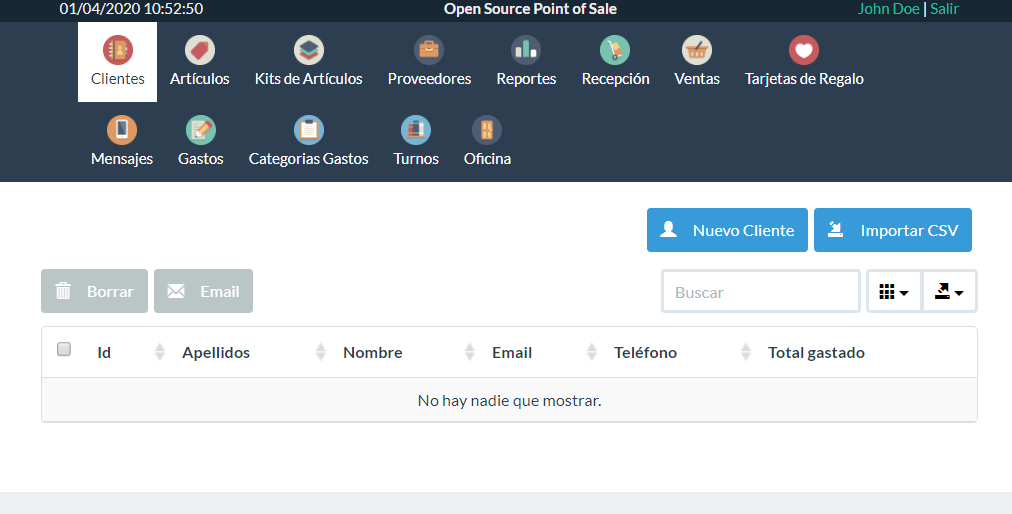 01/04/2020 10:52:50 Open Source Point of Sale John Doe | Salir
Clientes Artículos Kits de Artículos Proveedores Reportes Recepción Ventas Tarjetas de Regalo
Mensajes Gastos Categorias Gastos Turnos Oficina
Nuevo Cliente Importar CSV
Borrar Email Buscar
Id Apellidos Nombre Email Teléfono Total gastado
No hay nadie que mostrar.